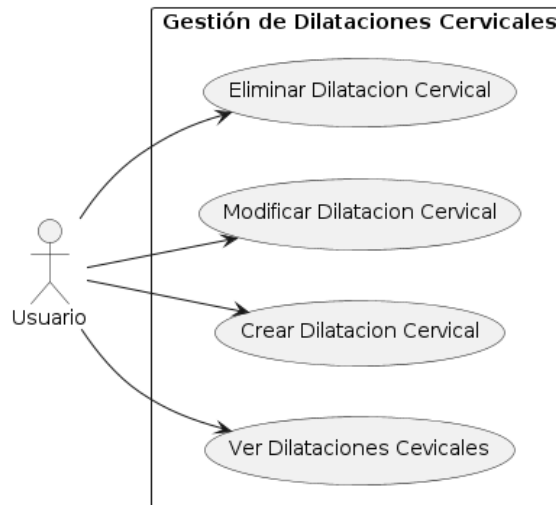 Gestión de Dilataciones Cervicales
Eliminar Dilatacion Cervical
Modificar Dilatacion Cervical
Usuario
Crear Dilatacion Cervical
Ver Dilataciones Cevicales